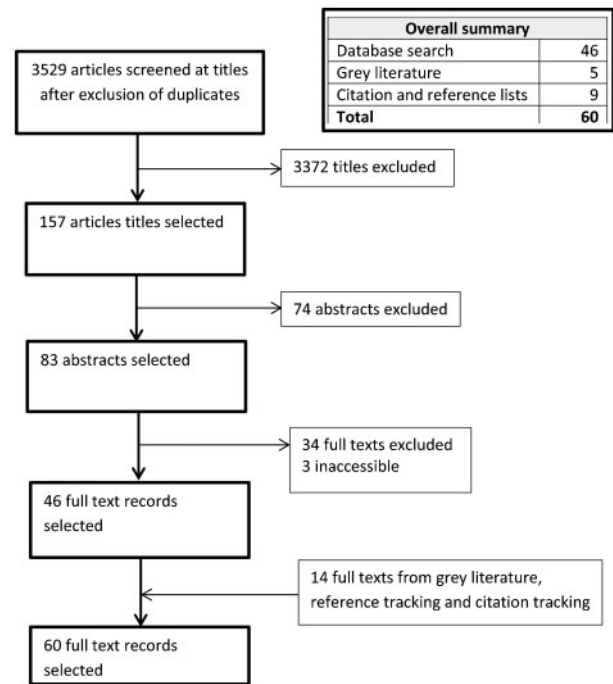 3529 articles screened at titles
after exclusion of duplicates
Overall summary
Database search 46
Grey literature 5
Citation and reference lists 9
Total 60
3372 titles excluded
157 articles titles selected
74 abstracts excluded
83 abstracts selected
34 full texts excluded
3 inaccessible
46 full text records
selected
14 full texts from grey literature,
reference tracking and citation tracking
60 full text records
selected